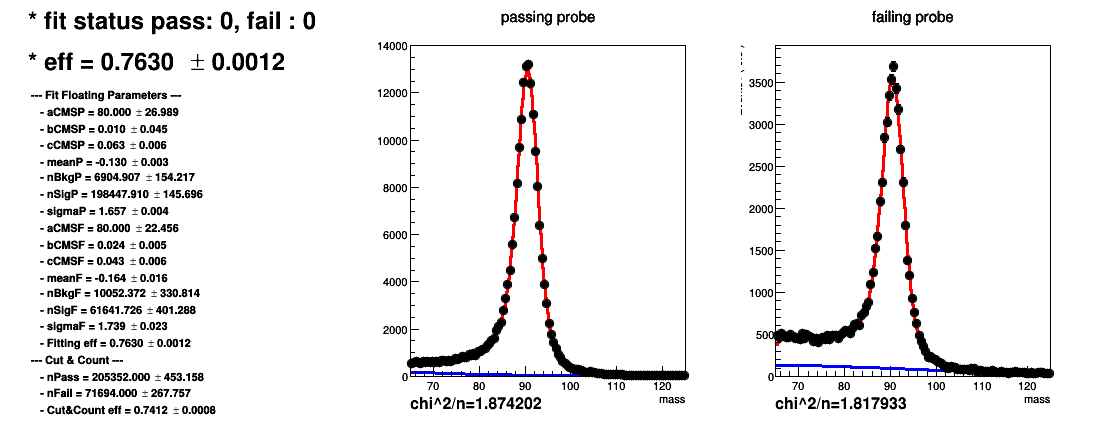 * fit status pass: 0, fail : 0
* eff = 0.7630 ± 0.0012
--- Fit Floating Parameters ---
- aCMSP = 80.000 ± 26.989
- bCMSP = 0.010 ± 0.045
- cCMSP = 0.063 ± 0.006
- meanP = -0.130 ± 0.003
- nBkgP = 6904.907 ± 154.217
- nSigP = 198447.910 ± 145.696
- sigmaP = 1.657 ± 0.004
- aCMSF = 80.000 ± 22.456
- bCMSF = 0.024 ± 0.005
- cCMSF = 0.043 ± 0.006
- meanF = -0.164 ± 0.016
- nBkgF = 10052.372 ± 330.814
- nSigF = 61641.726 ± 401.288
- sigmaF = 1.739 ± 0.023
- Fitting eff = 0.7630 ± 0.0012
--- Cut & Count ---
- nPass = 205352.000 ± 453.158
- nFail = 71694.000 ± 267.757
- Cut&Count eff = 0.7412 ± 0.0008
passing probe
14000
12000
10000
8000
6000
4000
2000
0
70 80 90 100 110 120
mass
chi^2/n=1.874202
failing probe
3500
3000
2500
2000
1500
1000
500
0
70 80 90 100 110 120
mass
chi^2/n=1.817933